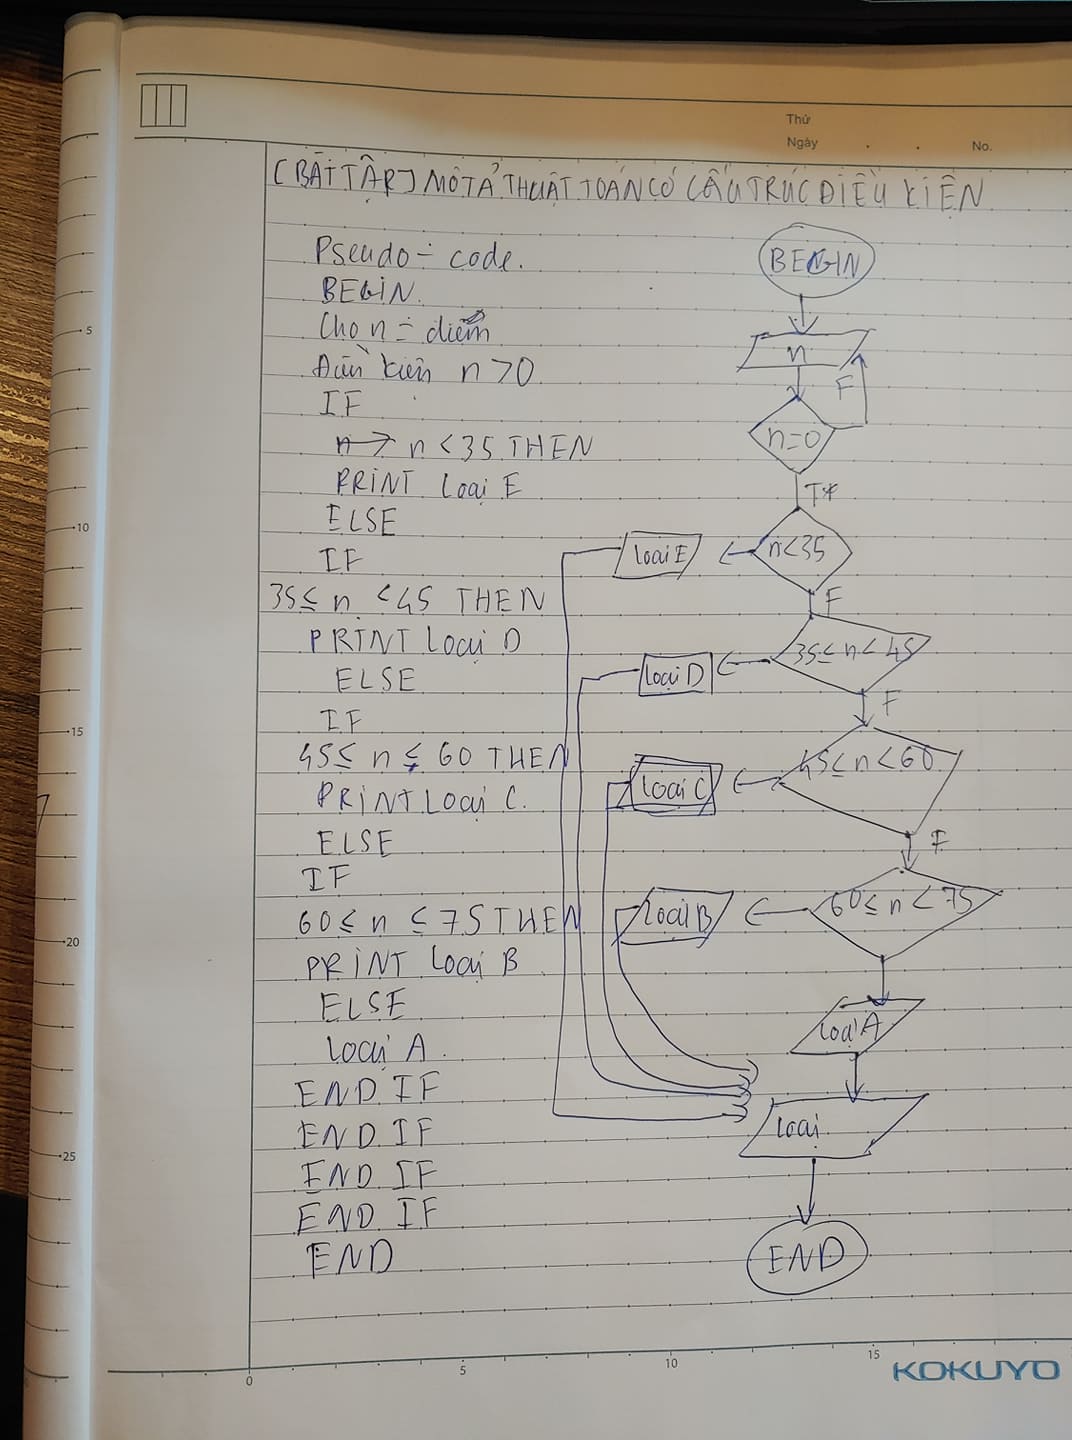 Thứ
Ngày
No.
[BÀI TẬP] MÔ TẢ THUẬT TOÁN CÓ CẤU TRÚC ĐIỀU KIỆN
Pseudo - code.
BEGIN.
Cho n = điểm
Điều kiện n > 0
IF
n < 35 THEN
PRINT Loại E
ELSE
IF
35 ≤ n < 45 THEN
PRINT Loại D
ELSE
IF
45 ≤ n ≤ 60 THEN
PRINT Loại C.
ELSE
IF
60 ≤ n ≤ 75 THEN
PRINT Loại B
ELSE
Loại A.
END IF
END IF
END IF
END IF
END
BEGIN
n
F
n=0
T
n<35
loại E
F
35 ≤ n < 45
loại D
F
45 ≤ n < 60
loại C
F
60 ≤ n < 75
loại B
loại A
loại
END
5
10
15
20
25
0
5
10
15
KOKUYO